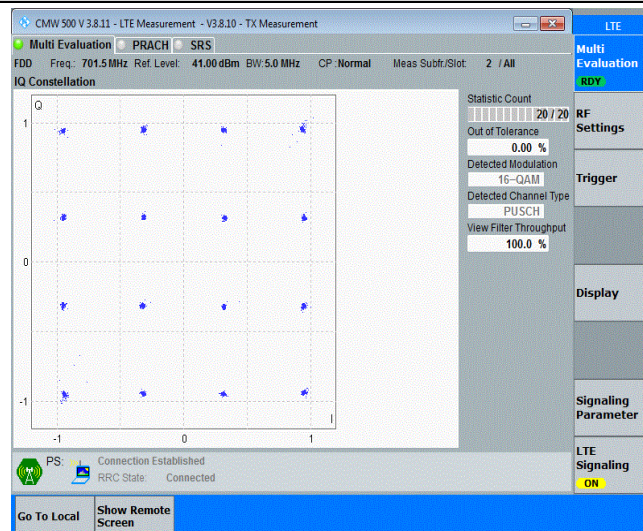 CMW 500 V 3.8.11 - LTE Measurement - V3.8.10 - TX Measurement
LTE
Multi Evaluation PRACH SRS
Multi
Evaluation
RDY
FDD Freq.: 701.5 MHz Ref. Level: 41.00 dBm BW: 5.0 MHz CP: Normal Meas Subfr./Slot: 2 / All
IQ Constellation
Statistic Count
20 / 20
Out of Tolerance
0.00 %
Detected Modulation
16-QAM
Detected Channel Type
PUSCH
View Filter Throughput
100.0 %
Q
1
0
-1
I
-1 0 1
RF
Settings
Trigger
Display
Signaling
Parameter
LTE
Signaling
ON
PS: Connection Established
RRC State: Connected
Go To Local
Show Remote
Screen